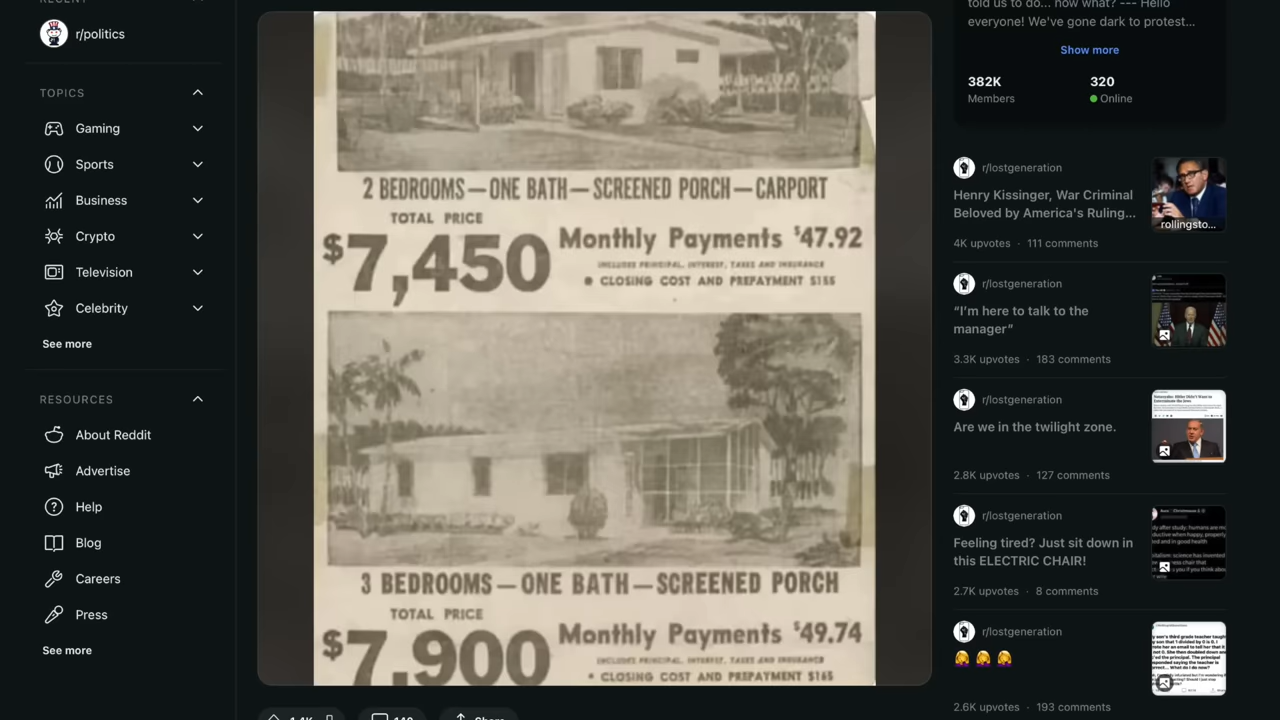 RECENT
r/politics
TOPICS
Gaming
Sports
Business
Crypto
Television
Celebrity
See more
RESOURCES
About Reddit
Advertise
Help
Blog
Careers
Press
See more
2 BEDROOMS—ONE BATH—SCREENED PORCH—CARPORT
TOTAL PRICE
$7,450
Monthly Payments $47.92
INCLUDES PRINCIPAL, INTEREST, TAXES AND INSURANCE
• CLOSING COST AND PREPAYMENT $155
3 BEDROOMS—ONE BATH—SCREENED PORCH
TOTAL PRICE
$7,900
Monthly Payments $49.74
INCLUDES PRINCIPAL, INTEREST, TAXES AND INSURANCE
• CLOSING COST AND PREPAYMENT $165
Share
told us to do... now what? --- Hello
everyone! We've gone dark to protest...
Show more
382K
Members
320
Online
r/lostgeneration
Henry Kissinger, War Criminal
Beloved by America's Ruling...
4K upvotes · 111 comments
rollingsto...
r/lostgeneration
“I’m here to talk to the
manager”
3.3K upvotes · 183 comments
r/lostgeneration
Are we in the twilight zone.
2.8K upvotes · 127 comments
r/lostgeneration
Feeling tired? Just sit down in
this ELECTRIC CHAIR!
2.7K upvotes · 8 comments
r/lostgeneration
🤦‍♀️ 🤦‍♀️ 🤦‍♀️
2.6K upvotes · 193 comments